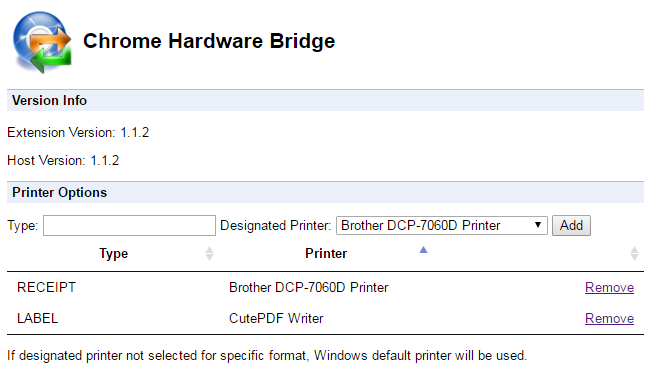 Chrome Hardware Bridge
Version Info
Extension Version: 1.1.2
Host Version: 1.1.2
Printer Options
Type: Designated Printer: Brother DCP-7060D Printer Add
Type Printer
RECEIPT Brother DCP-7060D Printer Remove
LABEL CutePDF Writer Remove
If designated printer not selected for specific format, Windows default printer will be used.